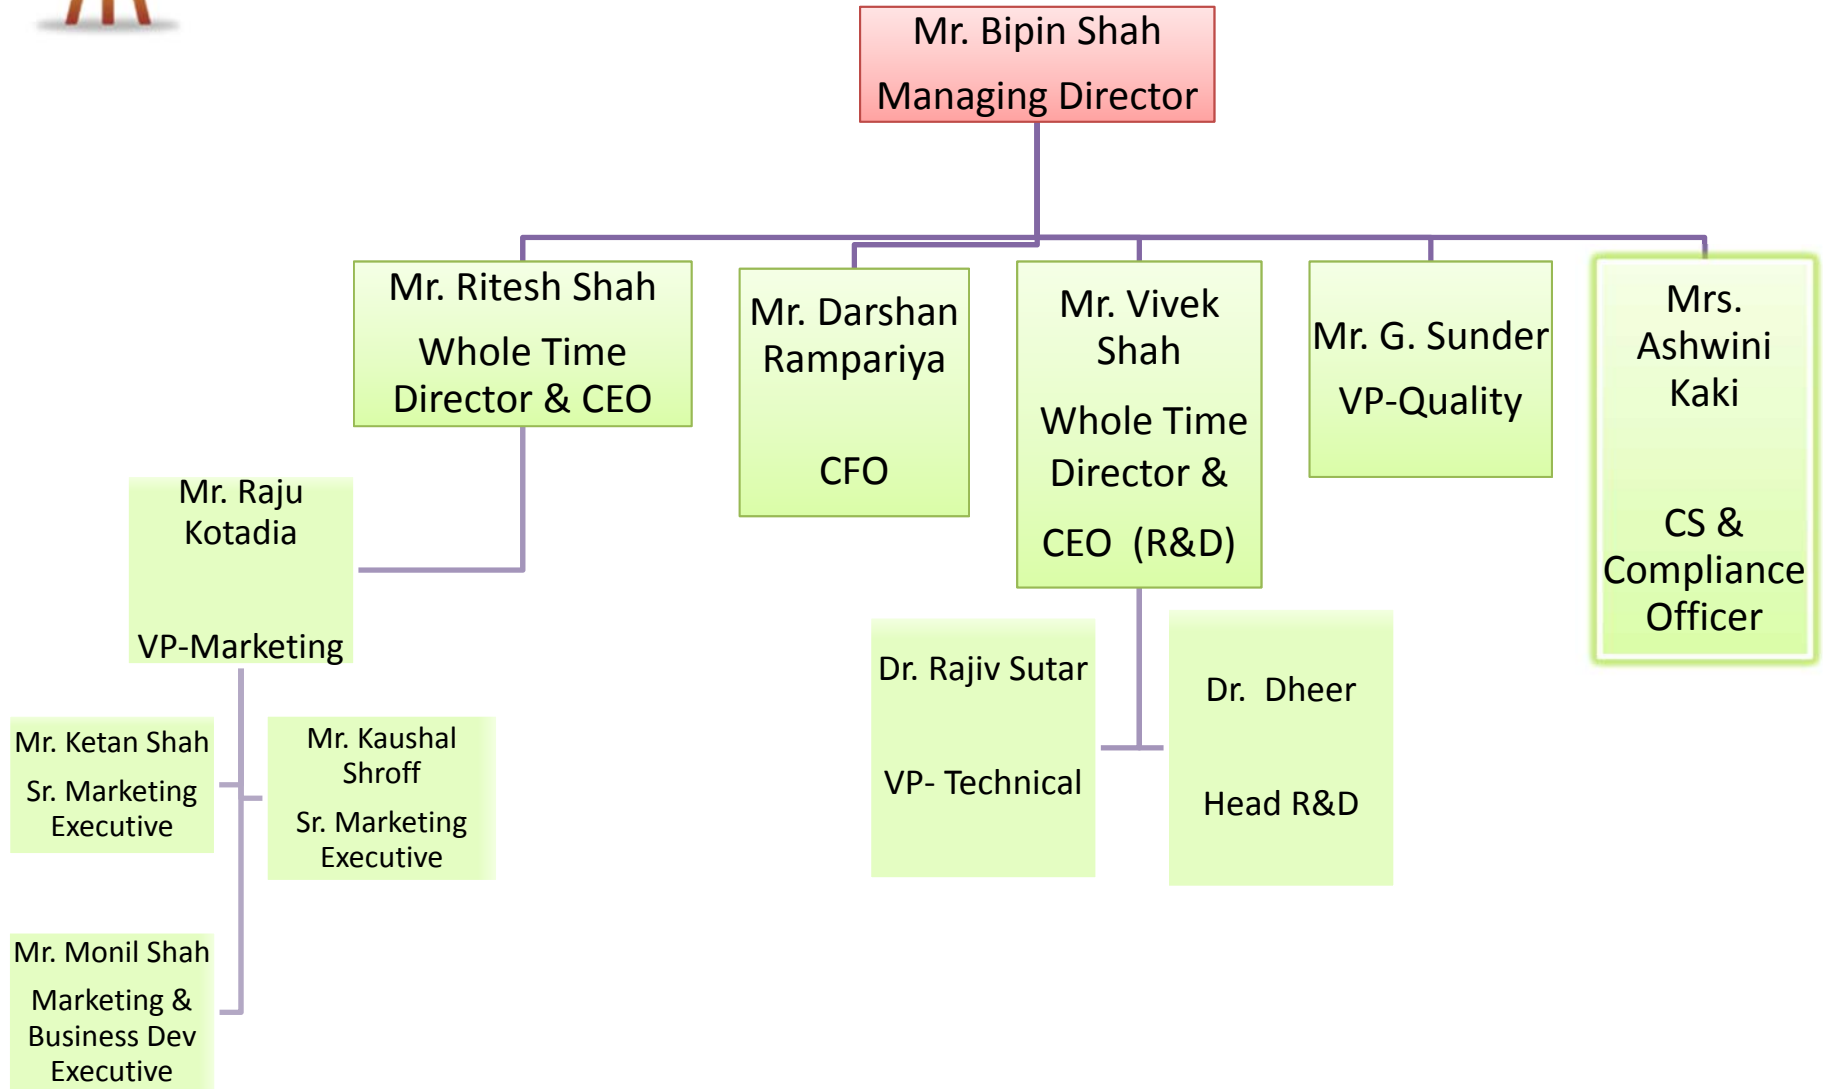 Mr. Bipin Shah
Managing Director
Mr. Ritesh Shah
Whole Time
Director & CEO
Mr. Darshan
Rampariya
CFO
Mr. Vivek
Shah
Whole Time
Director &
CEO (R&D)
Mr. G. Sunder
VP-Quality
Mrs.
Ashwini
Kaki
CS &
Compliance
Officer
Mr. Raju
Kotadia
VP-Marketing
Dr. Rajiv Sutar
VP- Technical
Dr. Dheer
Head R&D
Mr. Ketan Shah
Sr. Marketing
Executive
Mr. Kaushal
Shroff
Sr. Marketing
Executive
Mr. Monil Shah
Marketing &
Business Dev
Executive